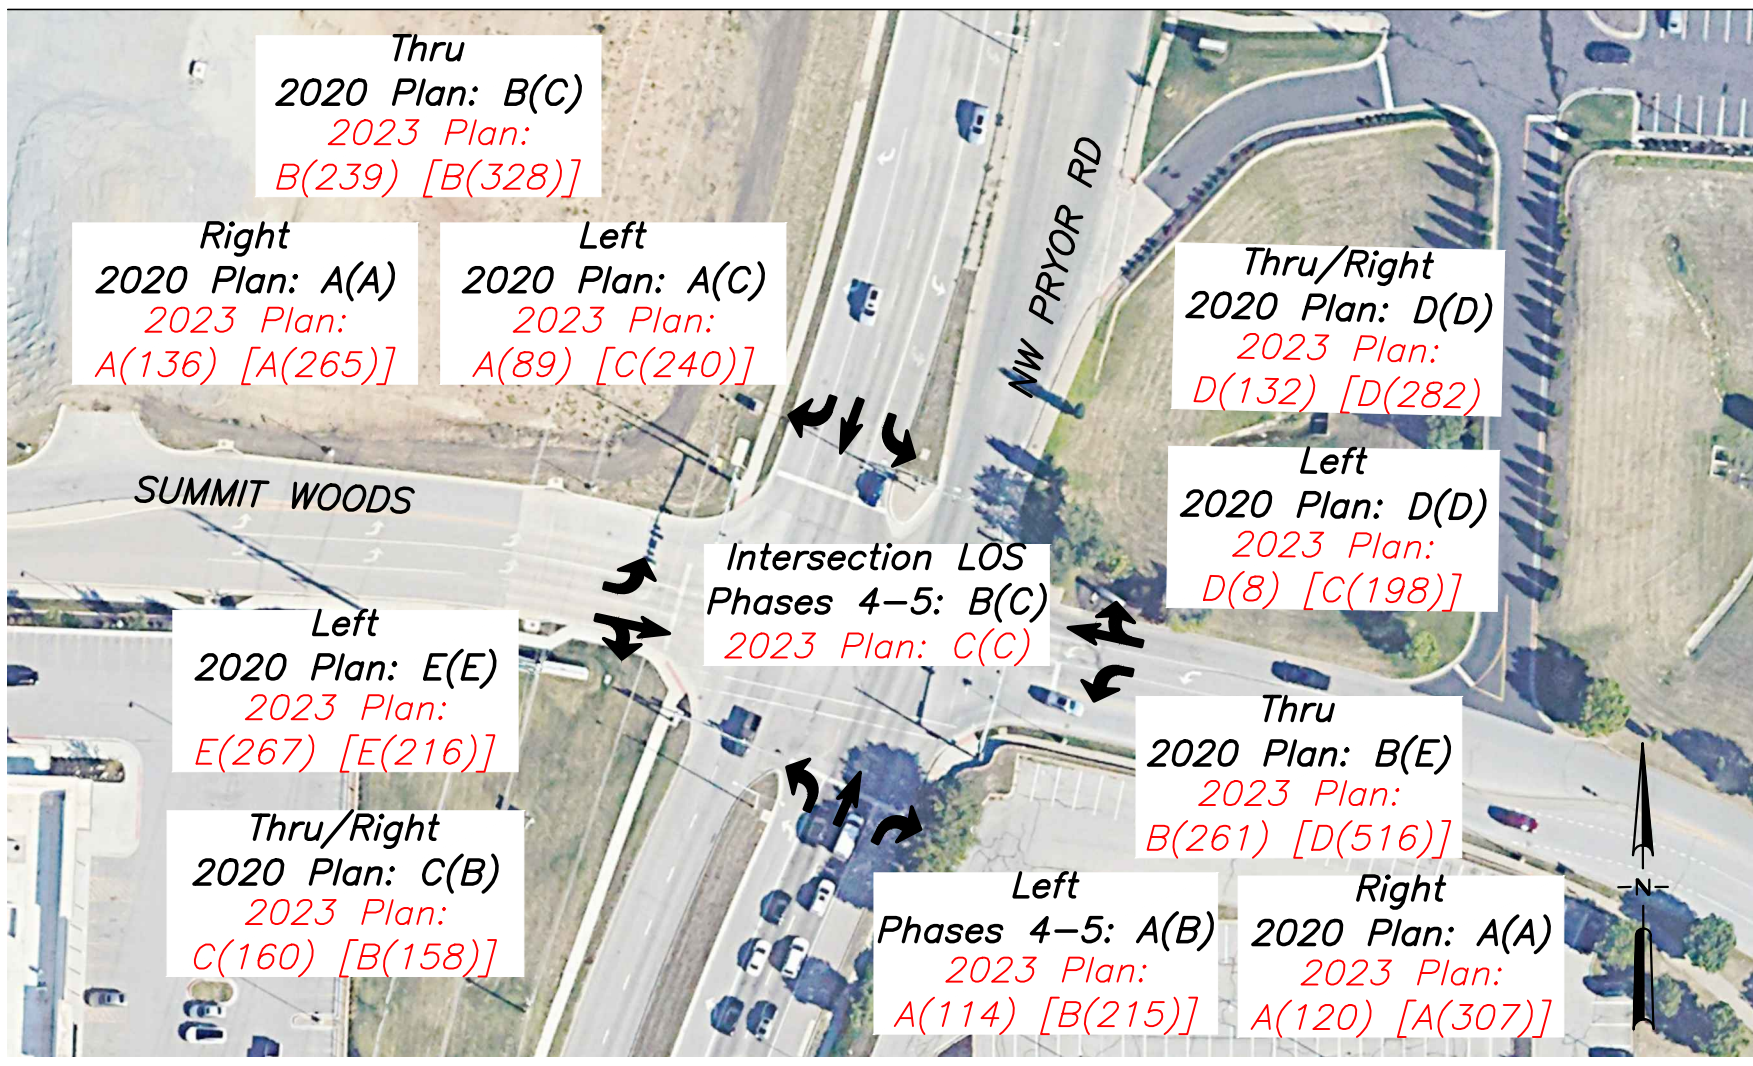 Thru
2020 Plan: B(C)
2023 Plan:
B(239) [B(328)]
Right
2020 Plan: A(A)
2023 Plan:
A(136) [A(265)]
Left
2020 Plan: A(C)
2023 Plan:
A(89) [C(240)]
NW PRYOR RD
Thru/Right
2020 Plan: D(D)
2023 Plan:
D(132) [D(282)
Left
2020 Plan: D(D)
2023 Plan:
D(8) [C(198)]
SUMMIT WOODS
Intersection LOS
Phases 4-5: B(C)
2023 Plan: C(C)
Left
2020 Plan: E(E)
2023 Plan:
E(267) [E(216)]
Thru/Right
2020 Plan: C(B)
2023 Plan:
C(160) [B(158)]
Thru
2020 Plan: B(E)
2023 Plan:
B(261) [D(516)]
Left
Phases 4-5: A(B)
2023 Plan:
A(114) [B(215)]
Right
2020 Plan: A(A)
2023 Plan:
A(120) [A(307)]
N